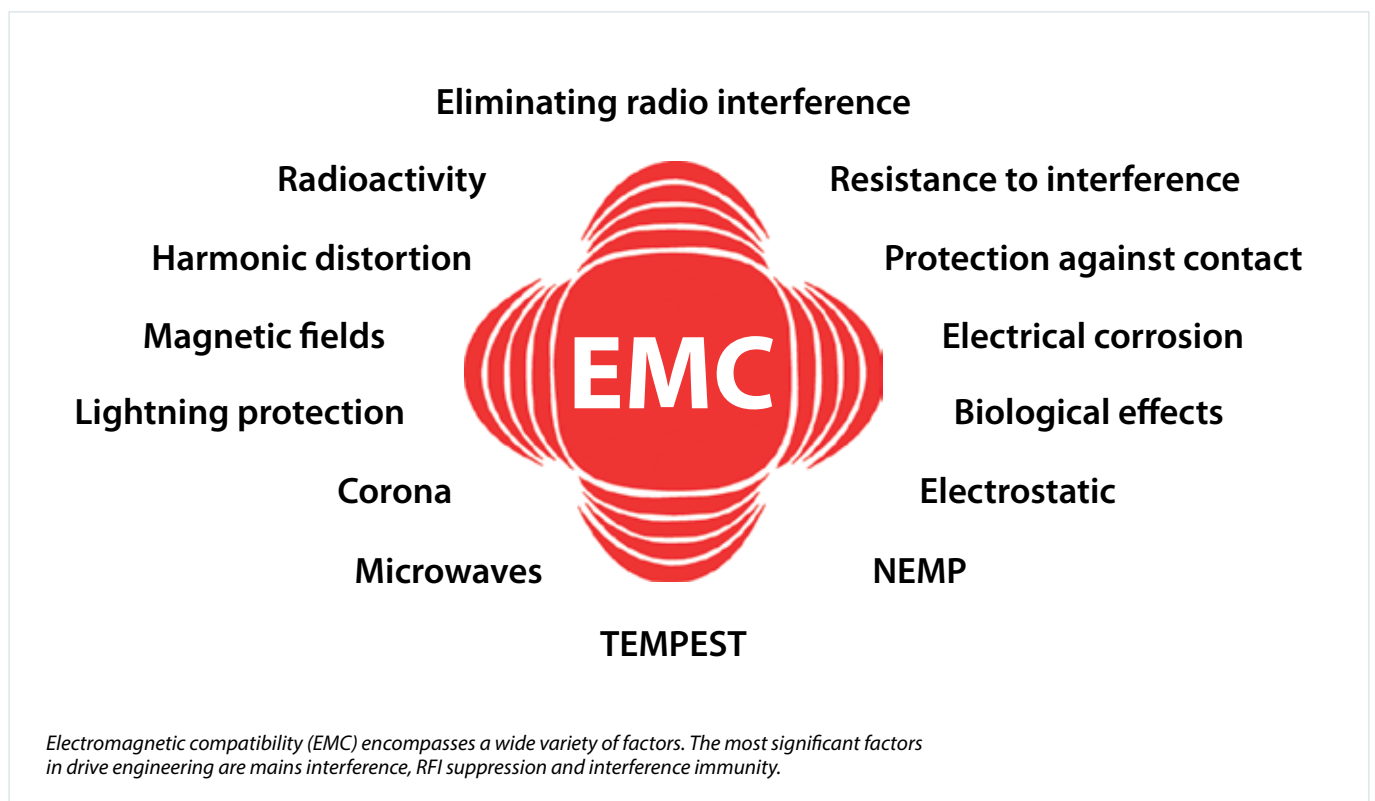 Eliminating radio interference
Radioactivity
Resistance to interference
Harmonic distortion
Protection against contact
Magnetic fields
EMC
Electrical corrosion
Lightning protection
Biological effects
Corona
Electrostatic
Microwaves
NEMP
TEMPEST
Electromagnetic compatibility (EMC) encompasses a wide variety of factors. The most significant factors
in drive engineering are mains interference, RFI suppression and interference immunity.